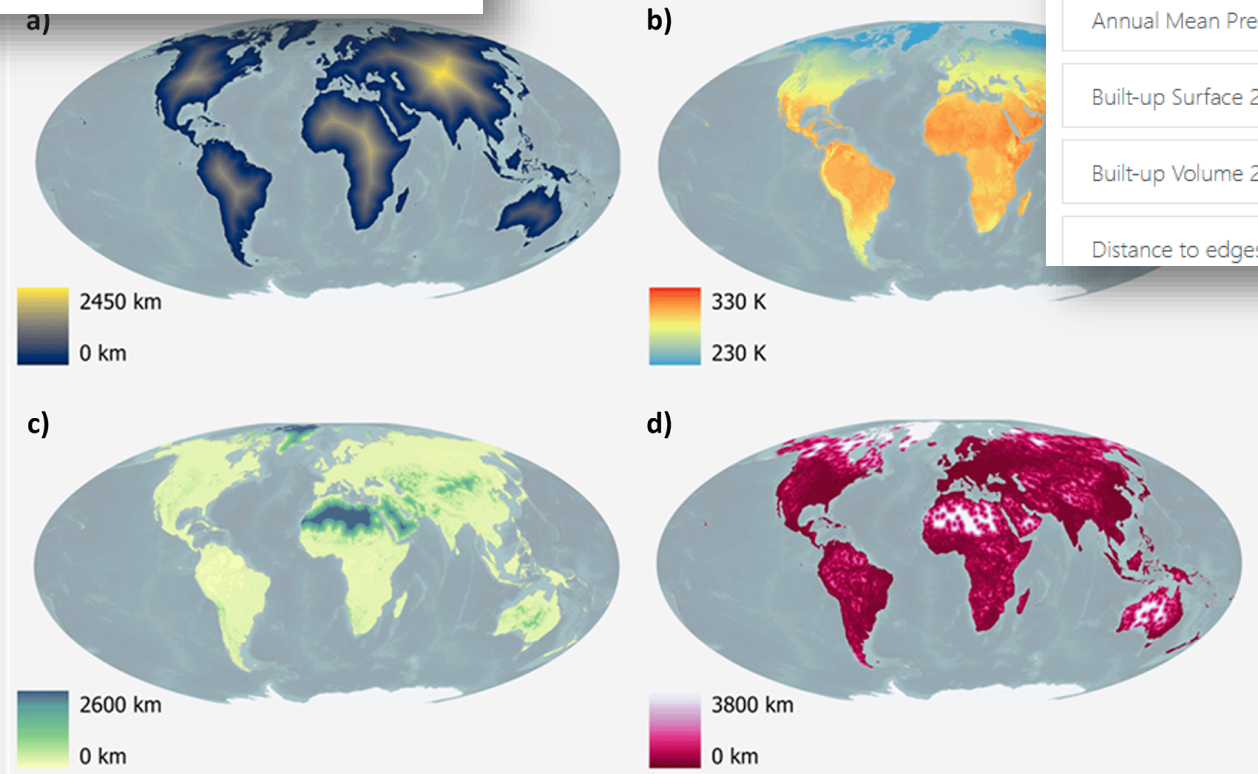 a)
b)
Annual Mean Pre
Built-up Surface 2
Built-up Volume 2
Distance to edges
2450 km
0 km
330 K
230 K
c)
d)
2600 km
0 km
3800 km
0 km